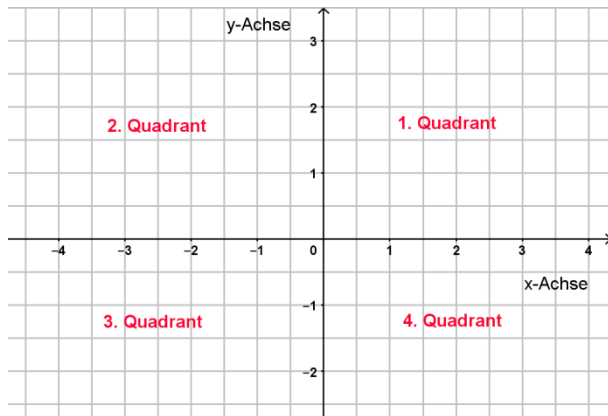 y-Achse
3
2
2. Quadrant
1. Quadrant
1
−4 −3 −2 −1 0 1 2 3 4
x-Achse
−1
3. Quadrant
4. Quadrant
−2